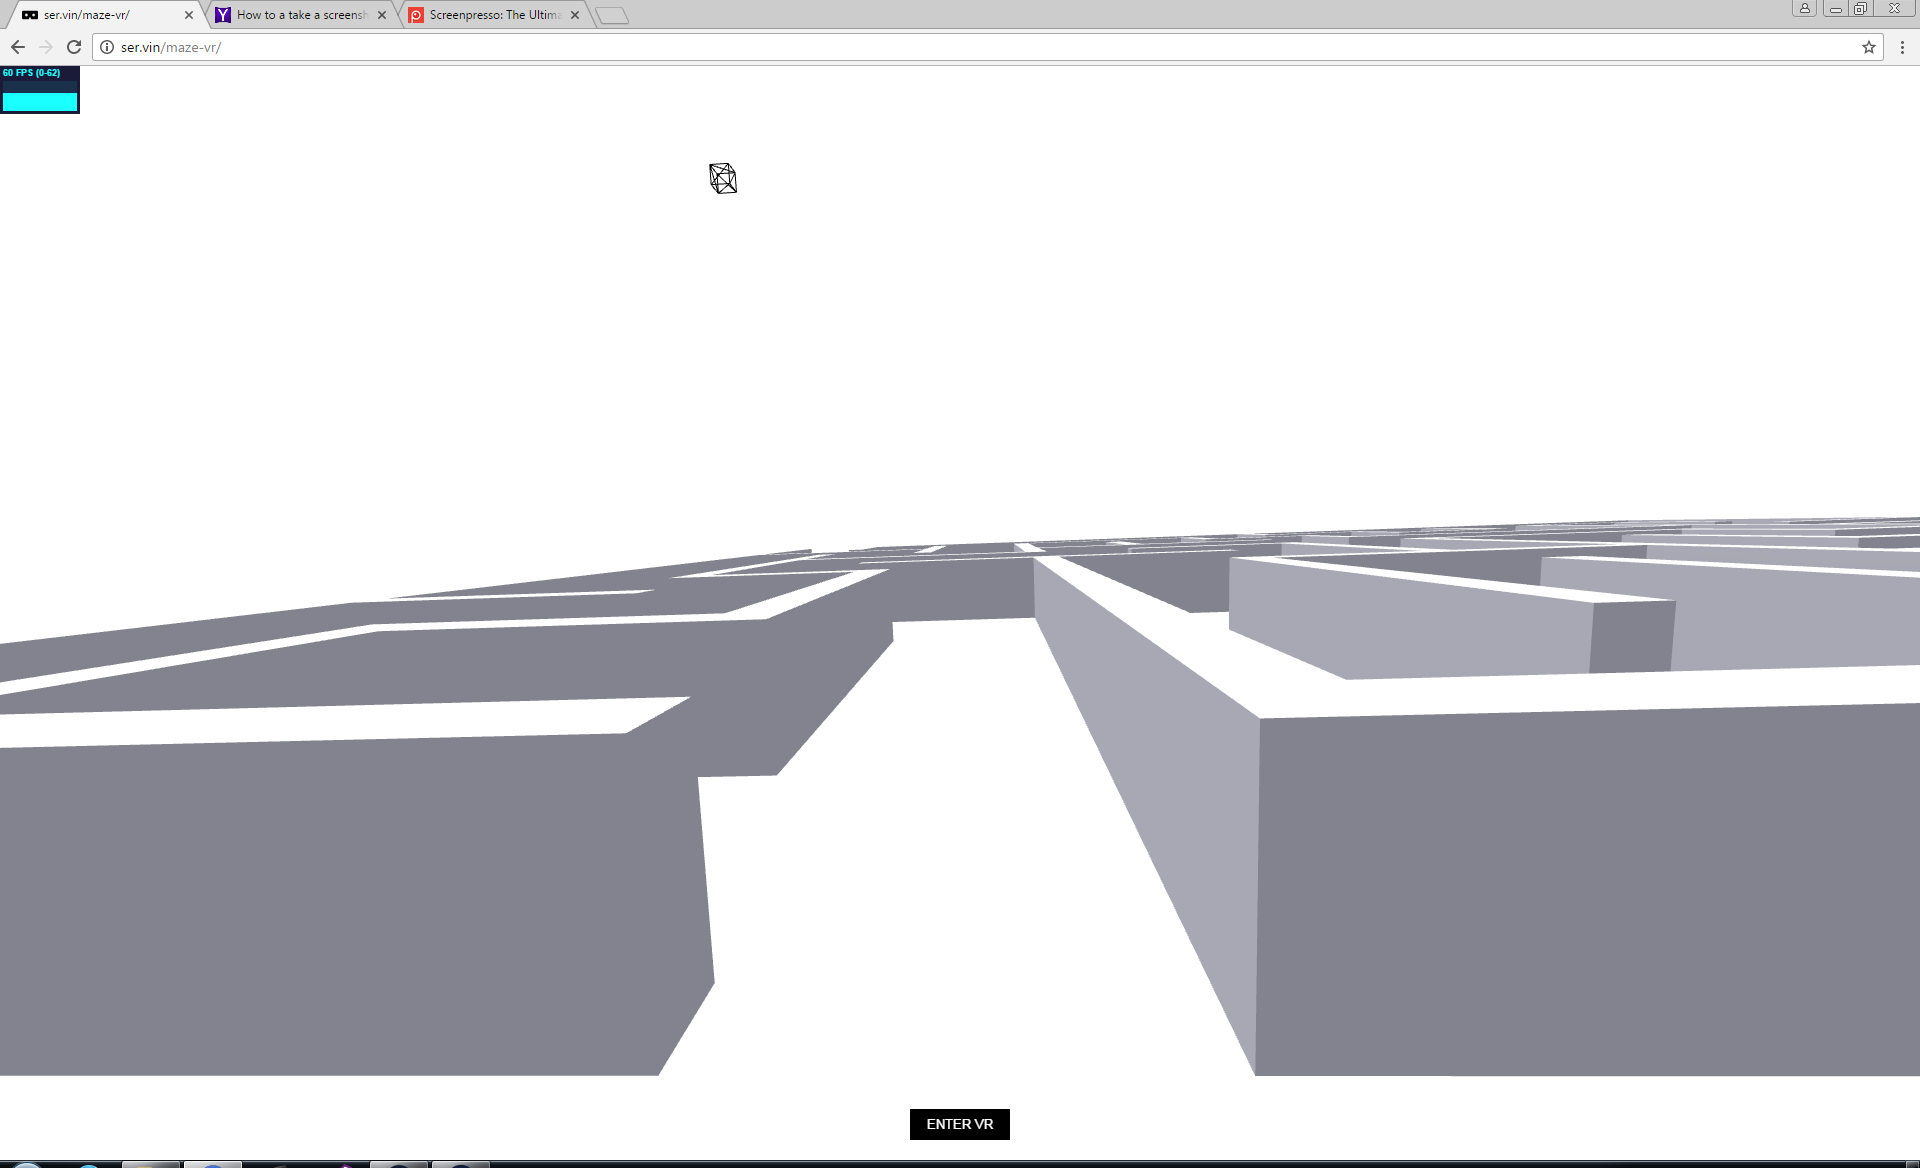 ser.vin/maze-vr/
How to a take a screensh
Screenpresso: The Ultima
ser.vin/maze-vr/
60 FPS (0-62)
ENTER VR